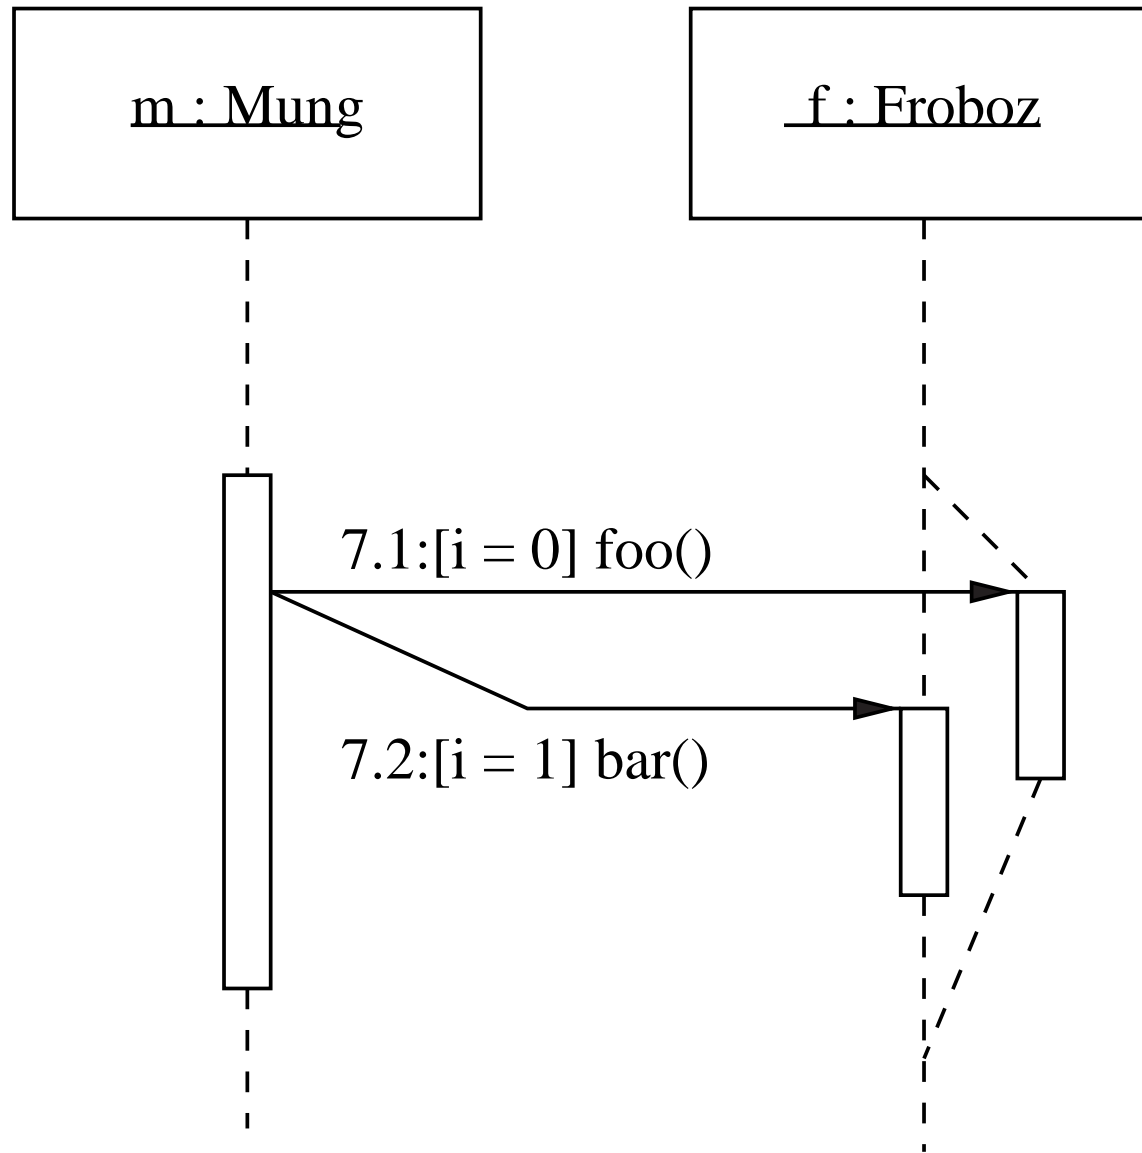 m : Mung
f : Froboz
7.1:[i = 0] foo()
7.2:[i = 1] bar()